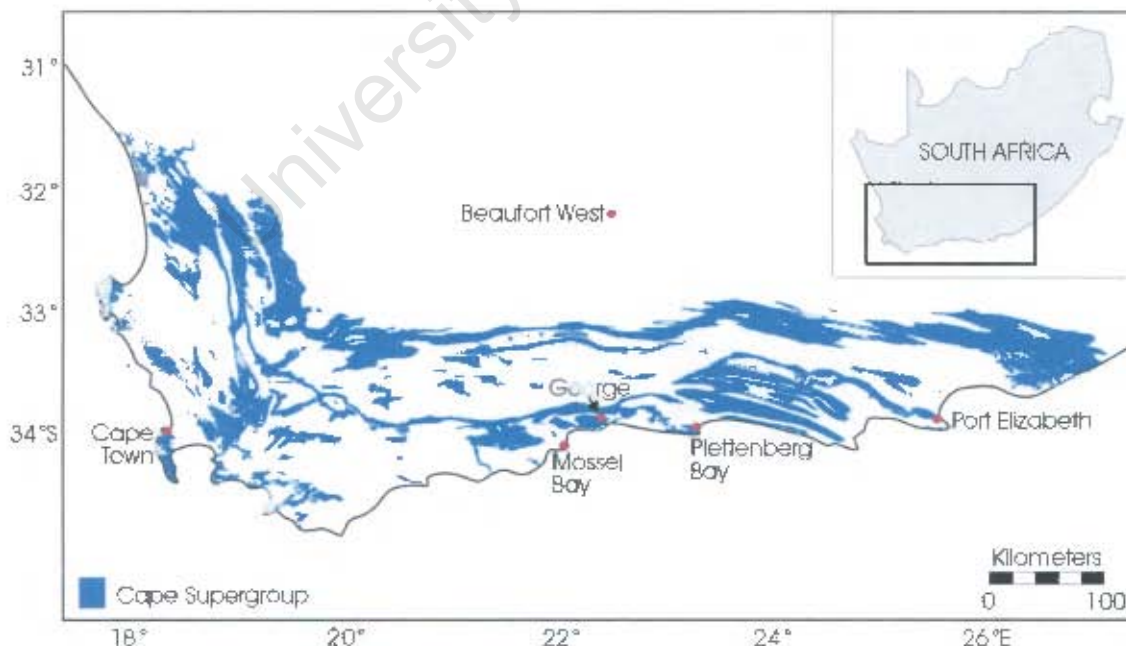 University
31°
32°
33°
34°S
SOUTH AFRICA
Beaufort West
George
Cape
Town
Mossel
Bay
Plettenberg
Bay
Port Elizabeth
Kilometers
0 100
Cape Supergroup
18° 20° 22° 24° 26°E